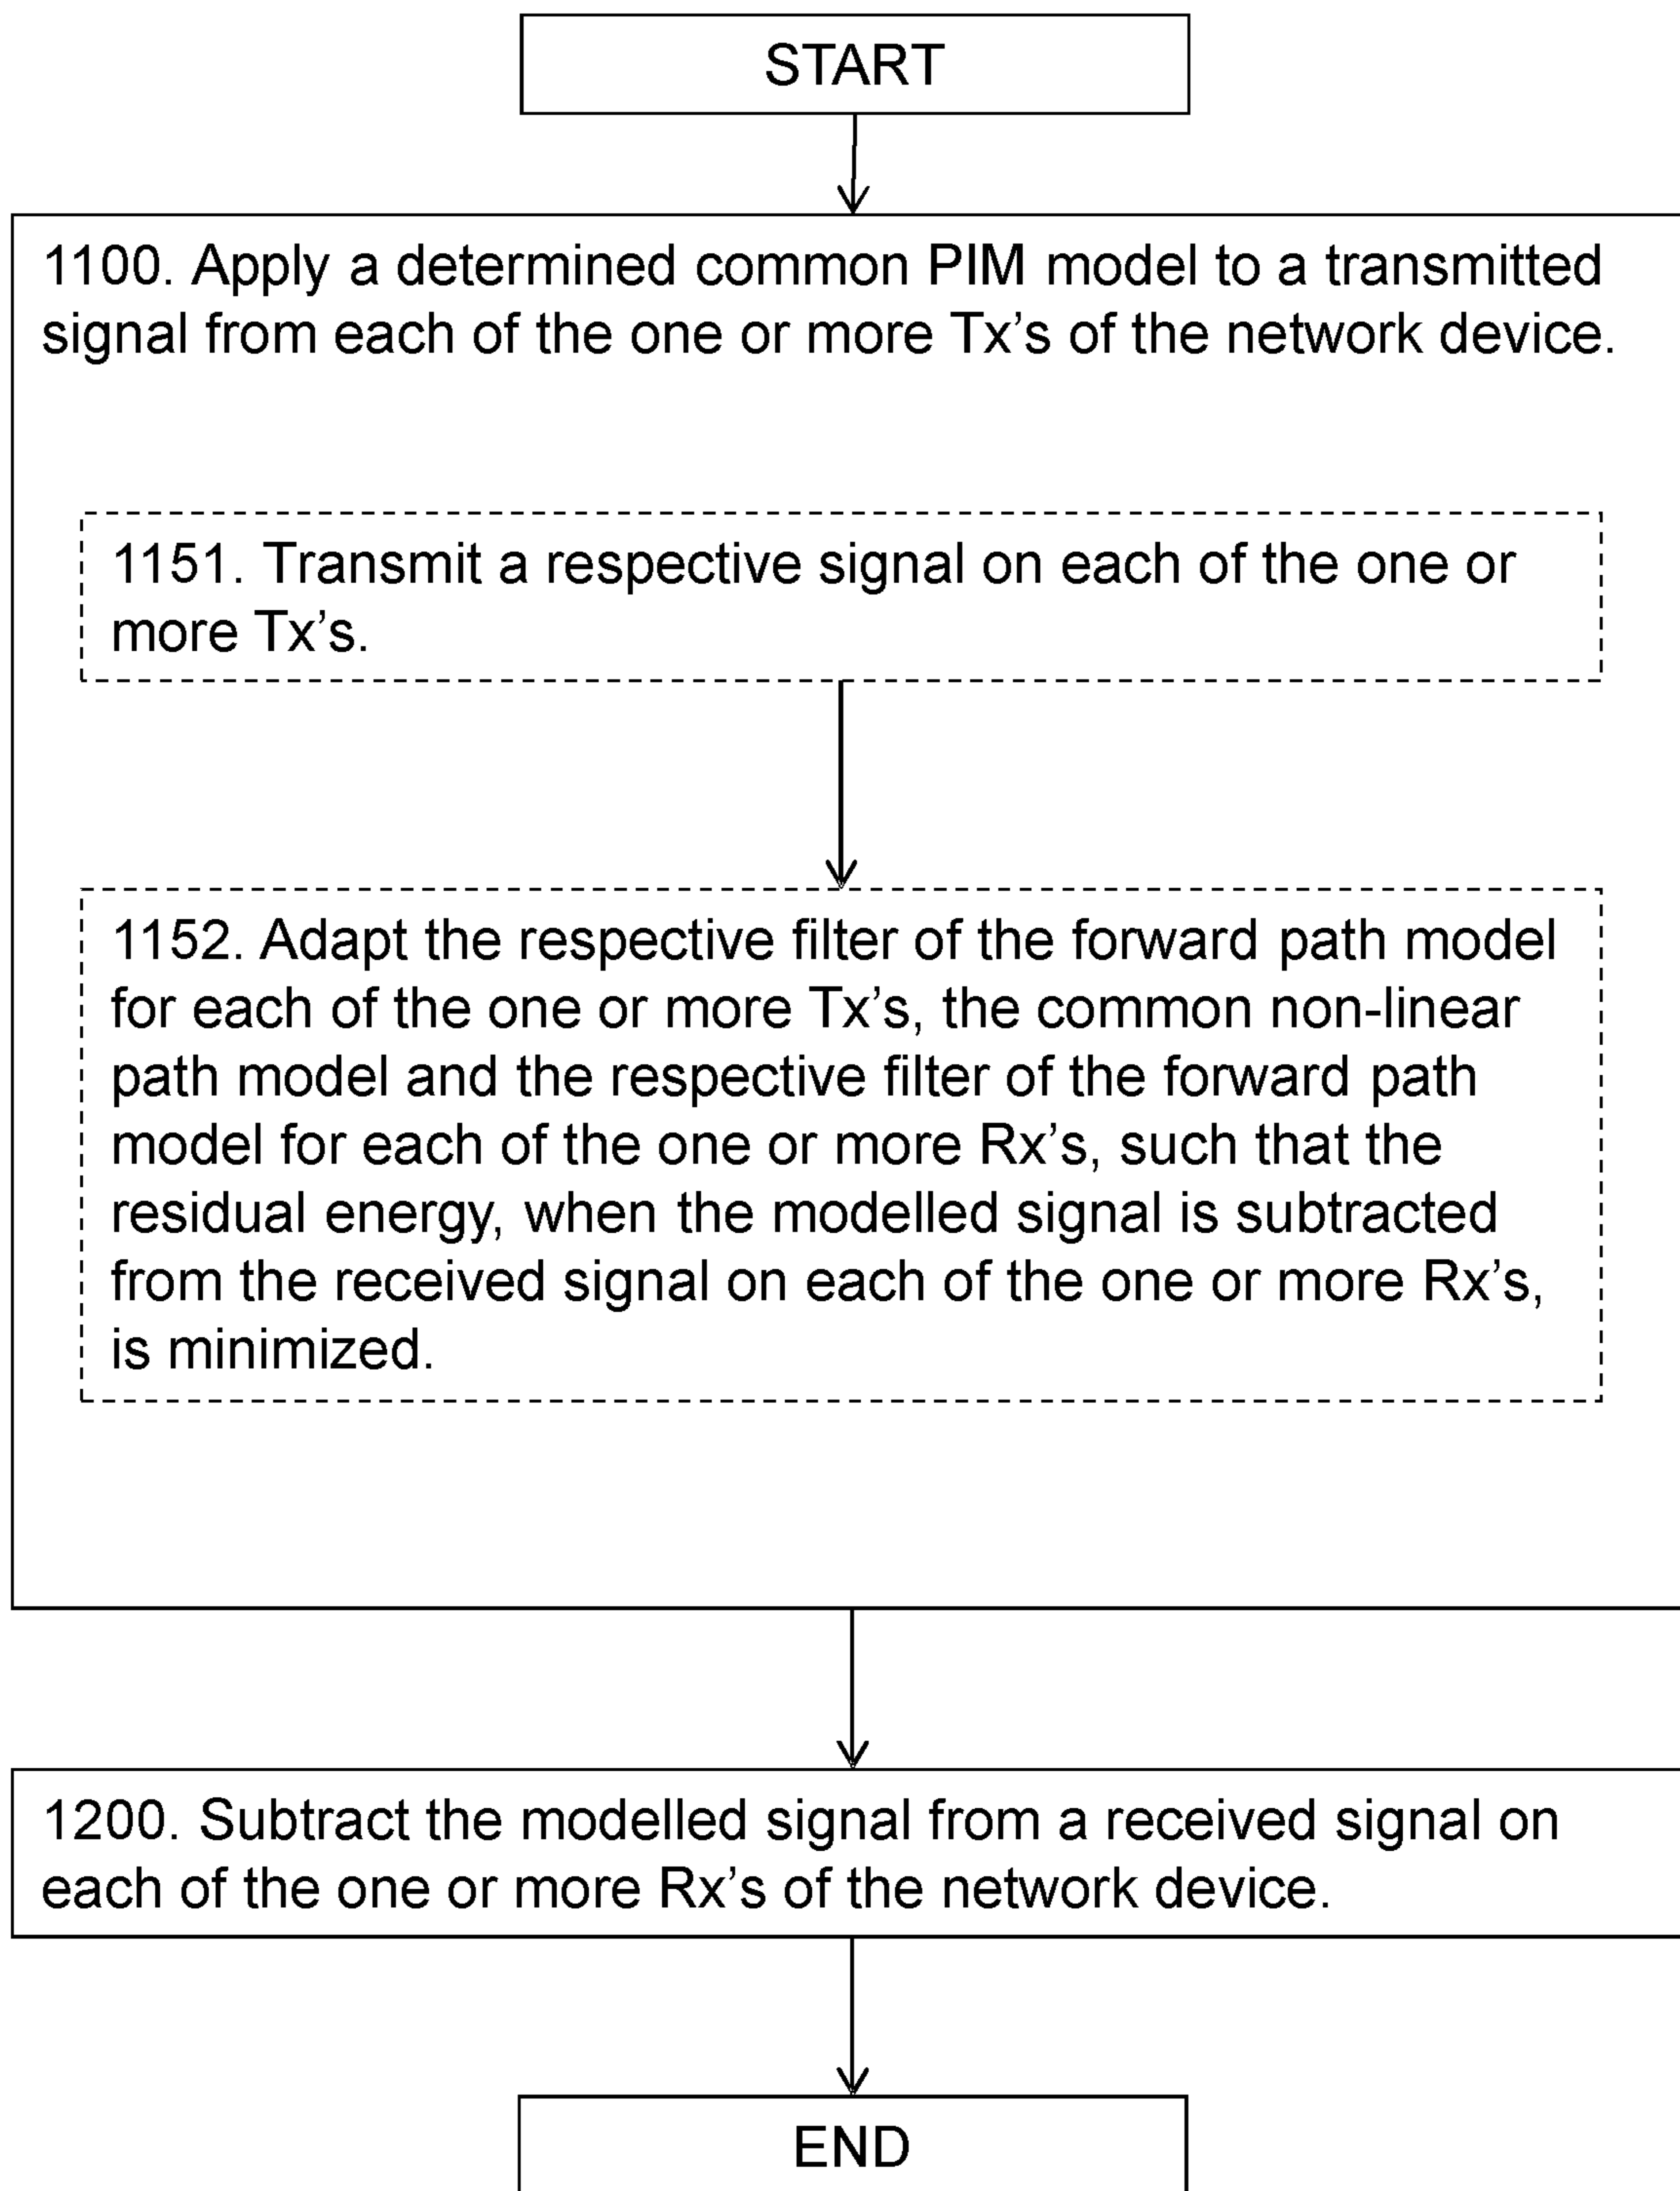 START
1100. Apply a determined common PIM model to a transmitted
signal from each of the one or more Tx's of the network device.
1151. Transmit a respective signal on each of the one or
more Tx's.
1152. Adapt the respective filter of the forward path model
for each of the one or more Tx's, the common non-linear
path model and the respective filter of the forward path
model for each of the one or more Rx's, such that the
residual energy, when the modelled signal is subtracted
from the received signal on each of the one or more Rx's,
is minimized.
1200. Subtract the modelled signal from a received signal on
each of the one or more Rx's of the network device.
END